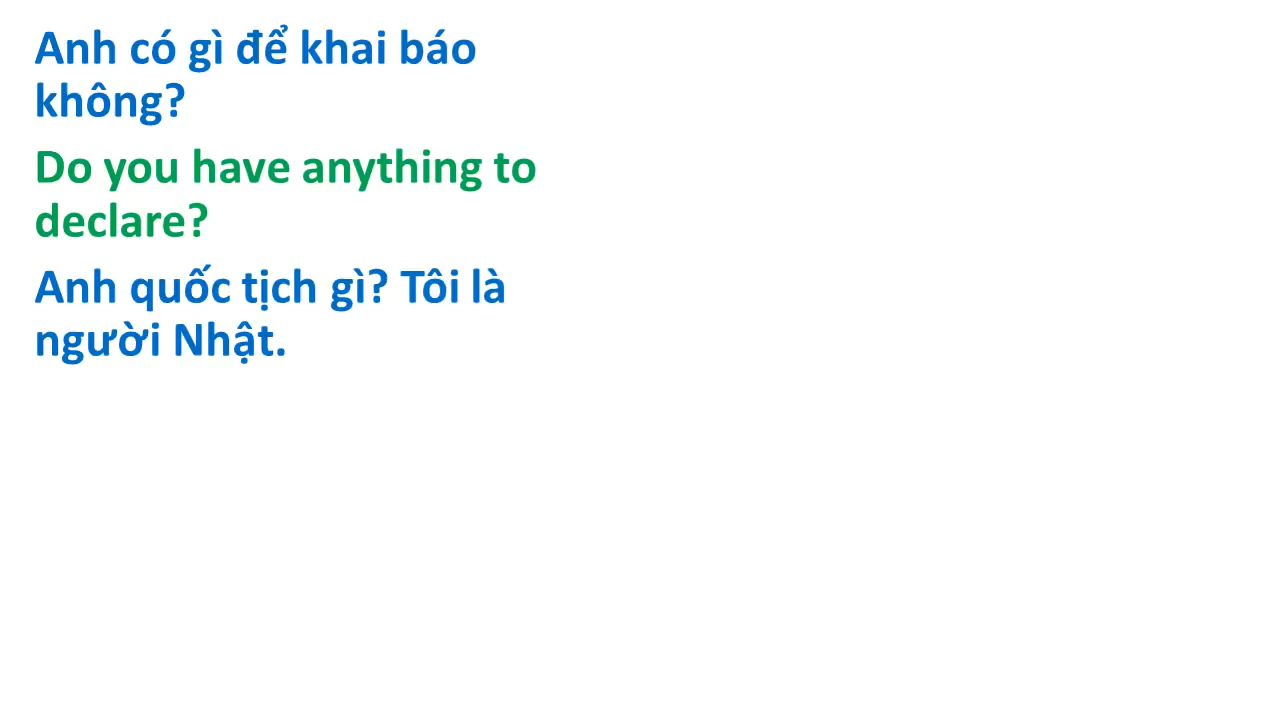 Anh có gì để khai báo
không?
Do you have anything to
declare?
Anh quốc tịch gì? Tôi là
người Nhật.